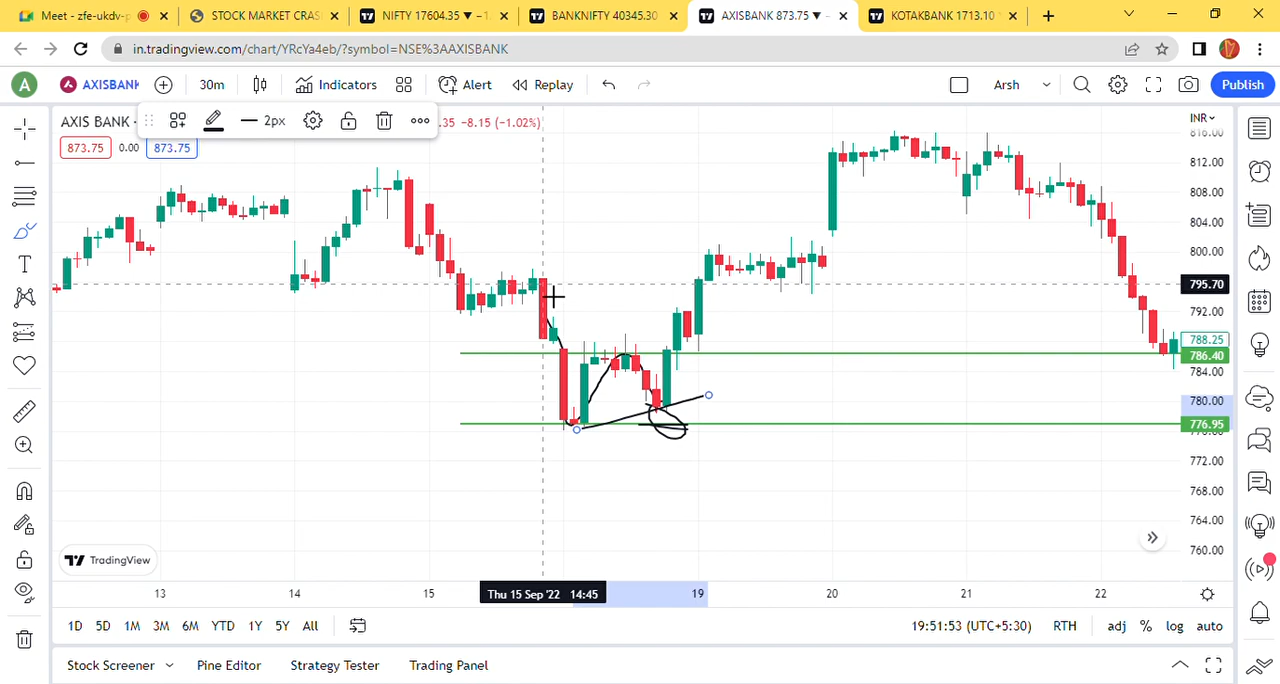 Meet - zfe-ukdv-p
STOCK MARKET CRAS
NIFTY 17604.35 ▼ −1.
BANKNIFTY 40345.30
AXISBANK 873.75 ▼ −
KOTAKBANK 1713.10
in.tradingview.com/chart/YRcYa4eb/?symbol=NSE%3AAXISBANK
A AXISBANK 30m Indicators Alert Replay Arsh Publish
AXIS BANK · .35 −8.15 (−1.02%) INR
2px
873.75 0.00 873.75
816.00
812.00
808.00
804.00
800.00
795.70
792.00
788.25
786.40
784.00
780.00
776.95
776.00
772.00
768.00
764.00
760.00
TradingView
13 14 15 Thu 15 Sep '22 14:45 19 20 21 22
1D 5D 1M 3M 6M YTD 1Y 5Y All 19:51:53 (UTC+5:30) RTH adj % log auto
Stock Screener Pine Editor Strategy Tester Trading Panel